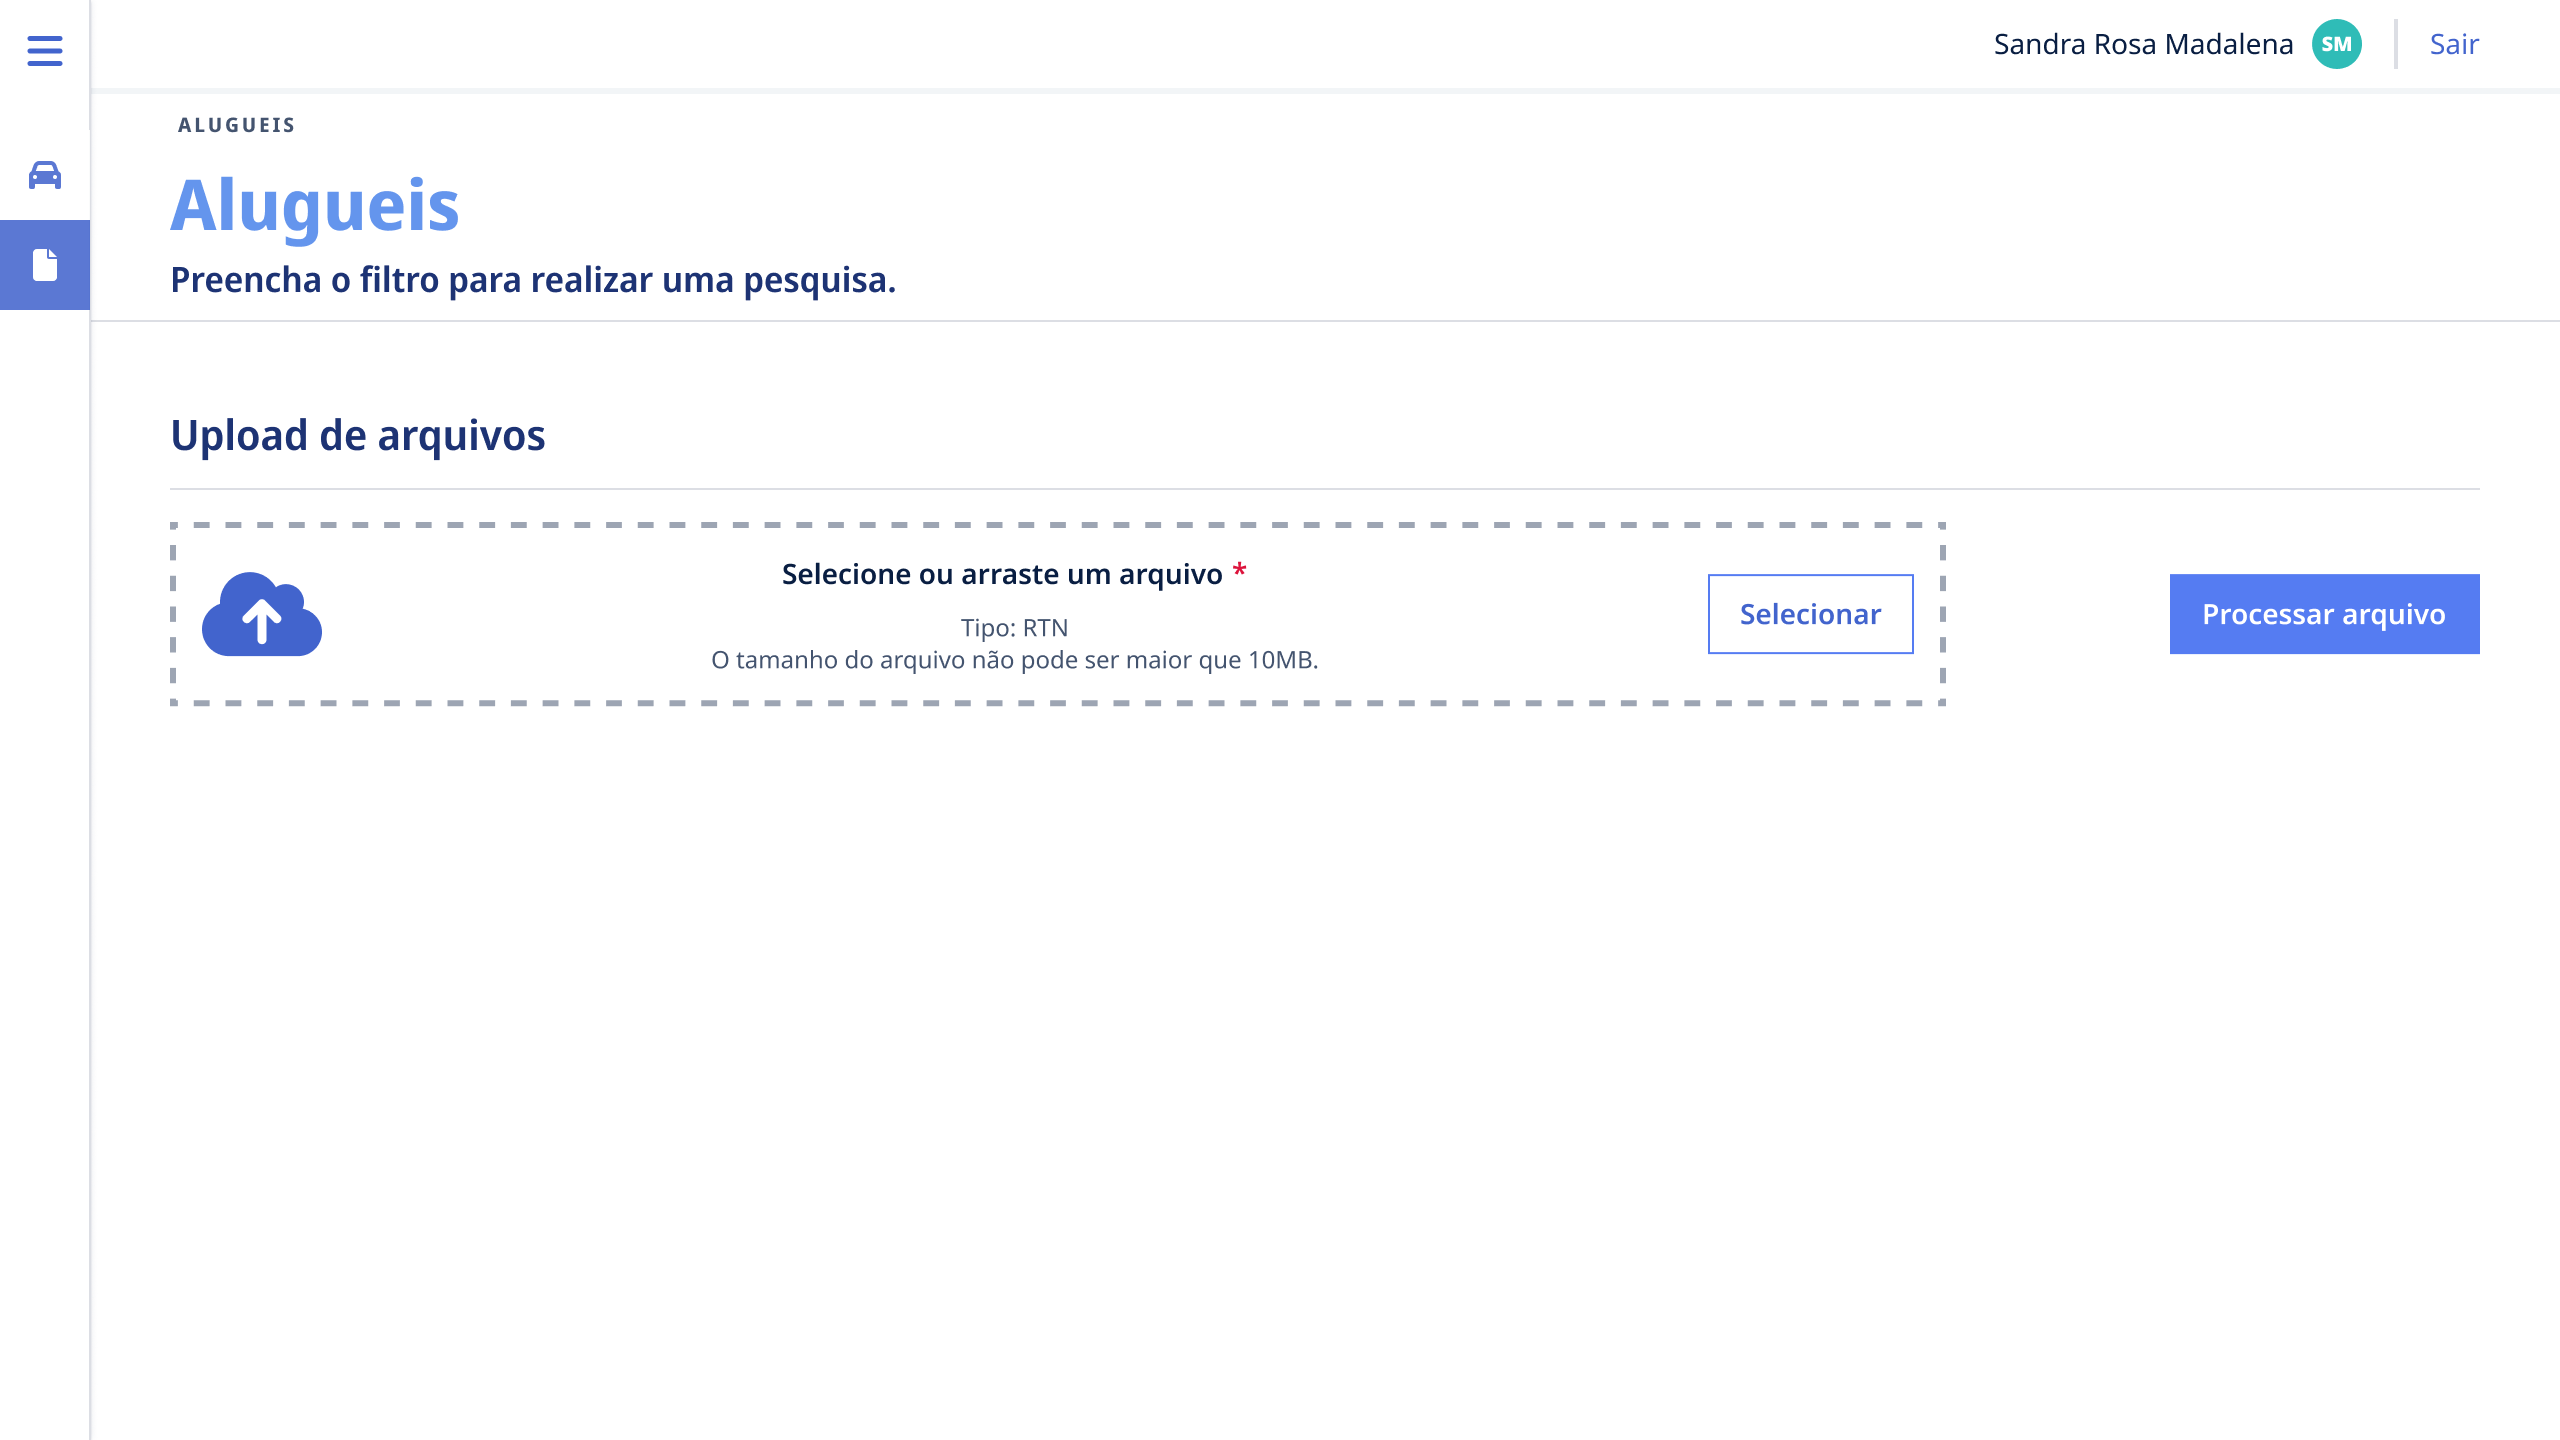 Sandra Rosa Madalena SM Sair
ALUGUEIS
Alugueis
Preencha o filtro para realizar uma pesquisa.
Upload de arquivos
Selecione ou arraste um arquivo *
Tipo: RTN
O tamanho do arquivo não pode ser maior que 10MB.
Selecionar
Processar arquivo